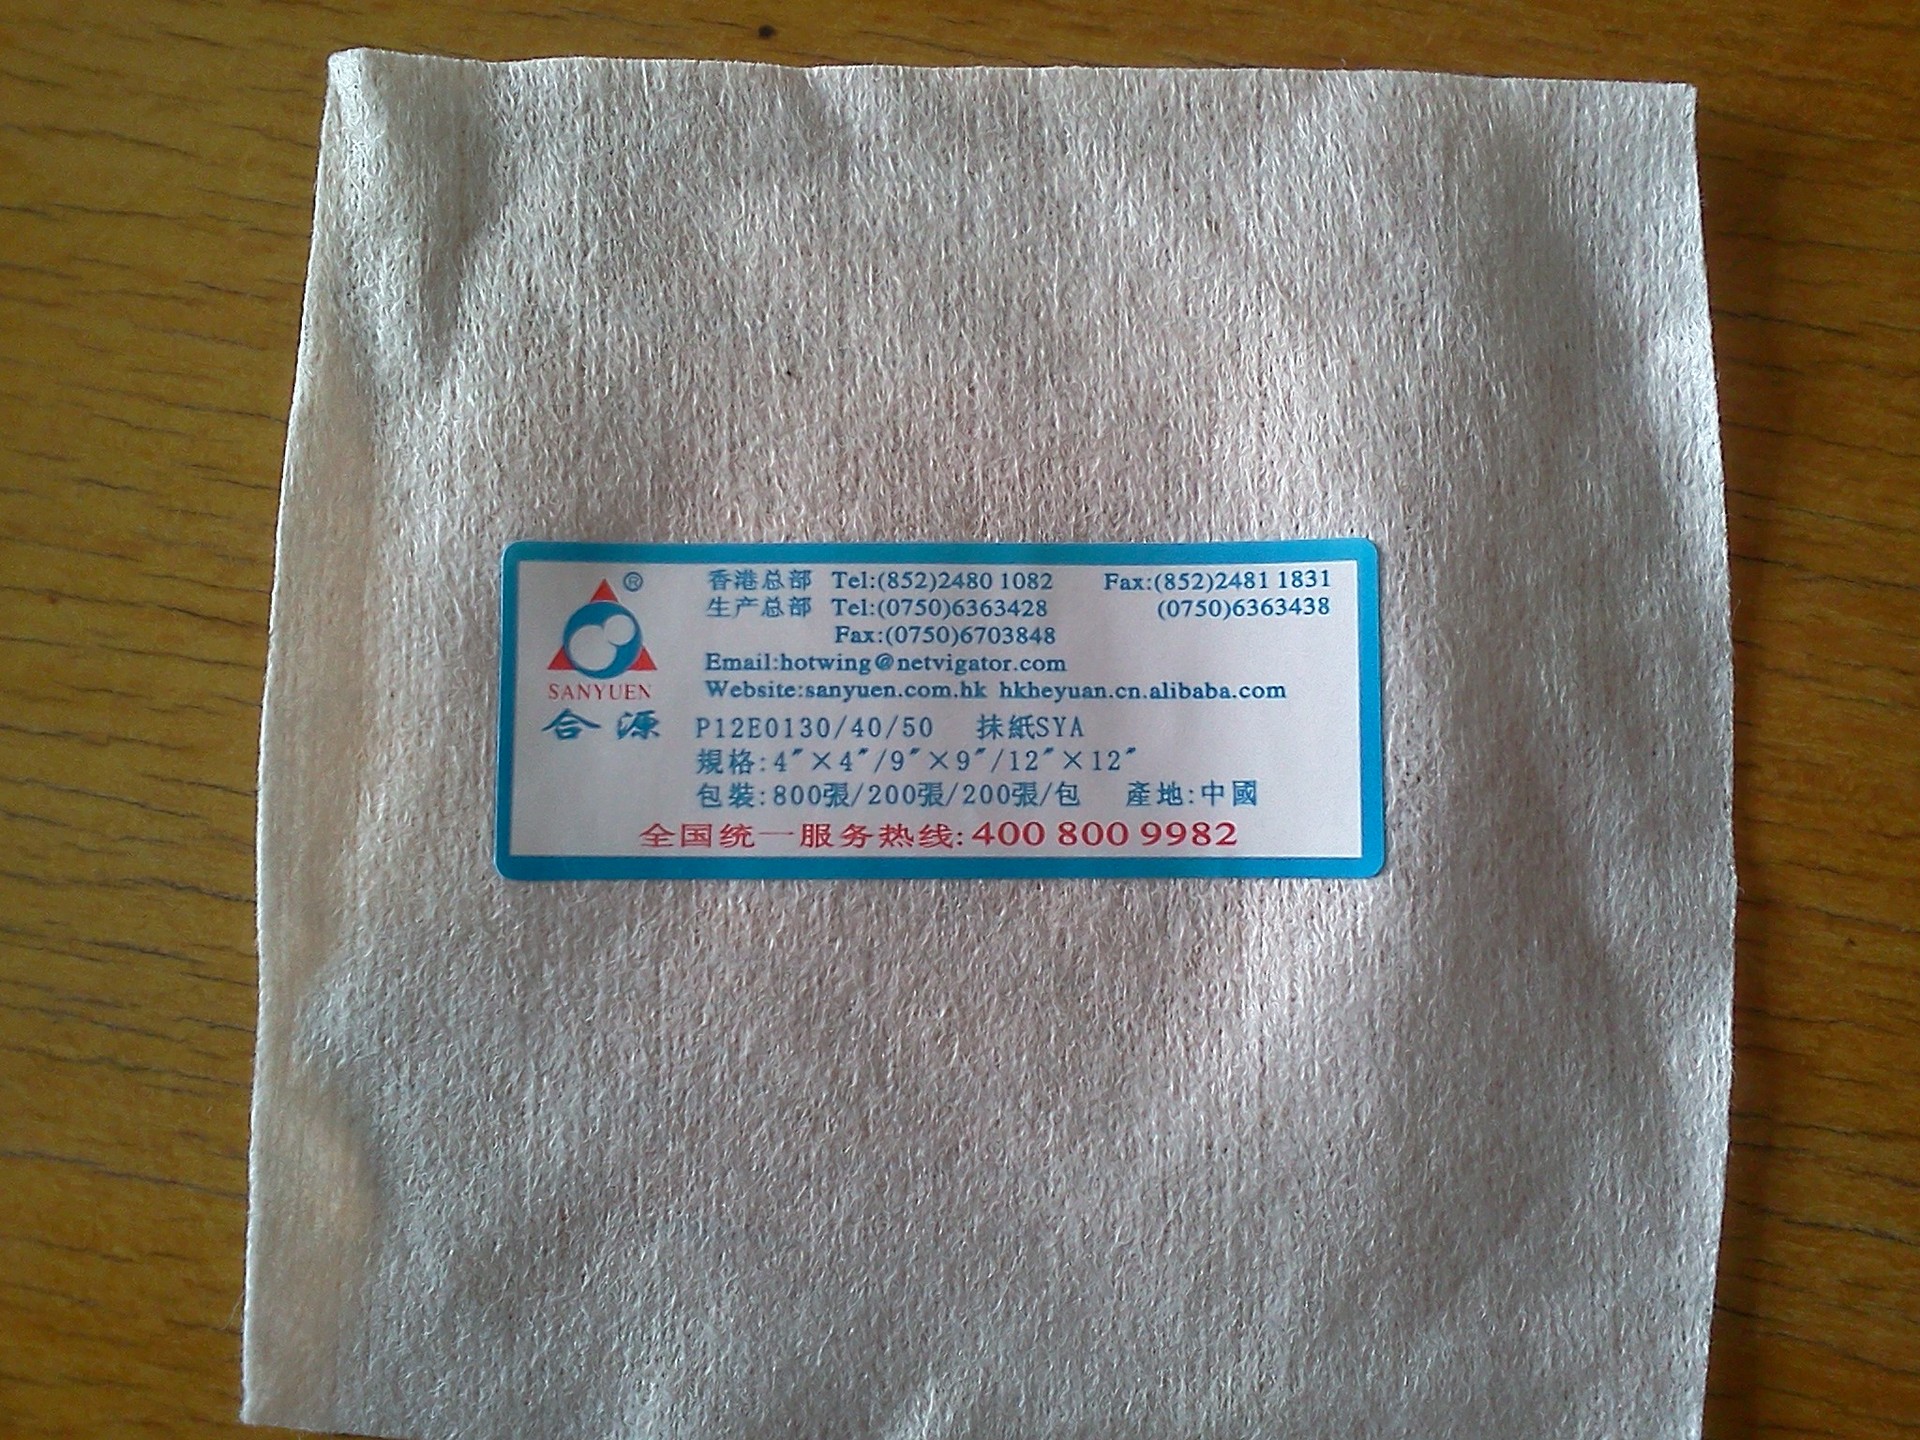 ®
SANYUEN
合源
香港总部 Tel:(852)2480 1082 Fax:(852)2481 1831
生产总部 Tel:(0750)6363428 (0750)6363438
Fax:(0750)6703848
Email:hotwing@netvigator.com
Website:sanyuen.com.hk hkheyuan.cn.alibaba.com
P12E0130/40/50 抹紙SYA
規格:4″×4″/9″×9″/12″×12″
包裝:800張/200張/200張/包 產地:中國
全国统一服务热线:400 800 9982